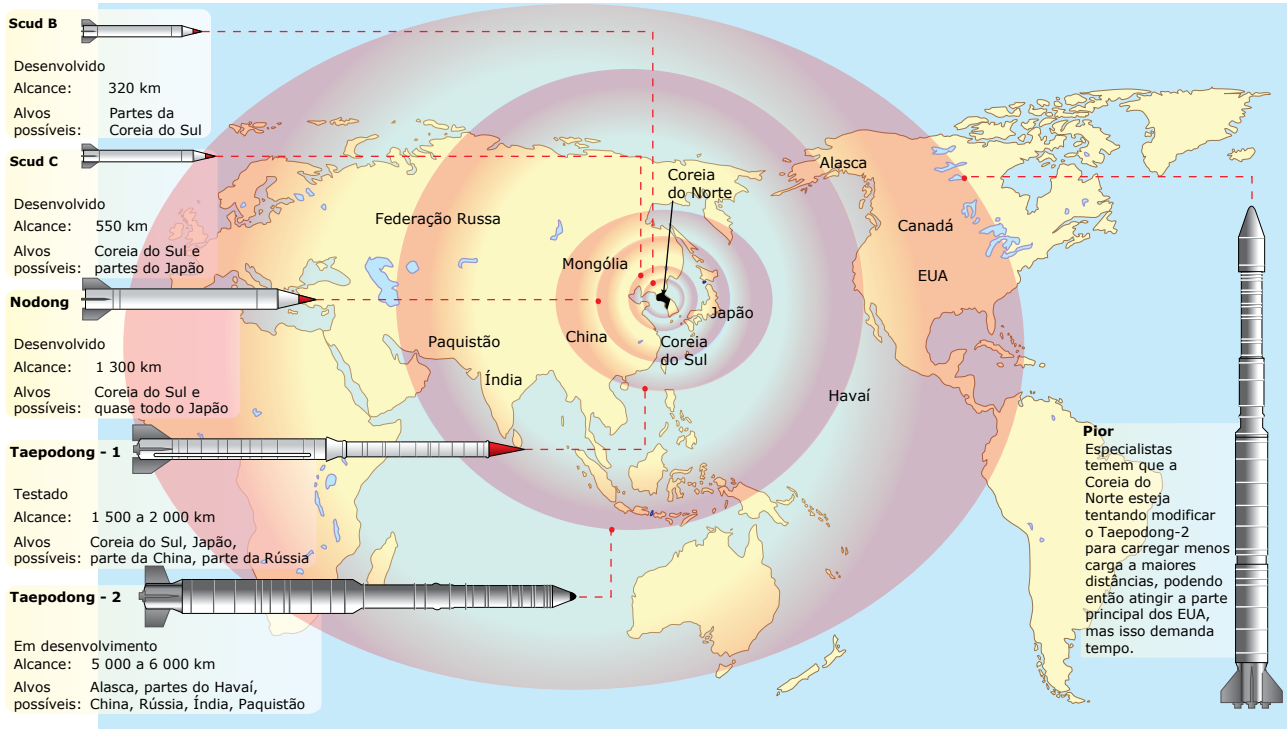 Scud B
Desenvolvido
Alcance: 320 km
Alvos Partes da
possíveis: Coreia do Sul
Scud C
Desenvolvido
Alcance: 550 km
Alvos Coreia do Sul e
possíveis: partes do Japão
Nodong
Desenvolvido
Alcance: 1 300 km
Alvos Coreia do Sul e
possíveis: quase todo o Japão
Taepodong - 1
Testado
Alcance: 1 500 a 2 000 km
Alvos Coreia do Sul, Japão,
possíveis: parte da China, parte da Rússia
Taepodong - 2
Em desenvolvimento
Alcance: 5 000 a 6 000 km
Alvos Alasca, partes do Havaí,
possíveis: China, Rússia, Índia, Paquistão
Federação Russa
Mongólia
Coreia
do Norte
China
Japão
Coreia
do Sul
Paquistão
Índia
Alasca
Canadá
EUA
Havaí
Pior
Especialistas
temem que a
Coreia do
Norte esteja
tentando modificar
o Taepodong-2
para carregar menos
carga a maiores
distâncias, podendo
então atingir a parte
principal dos EUA,
mas isso demanda
tempo.